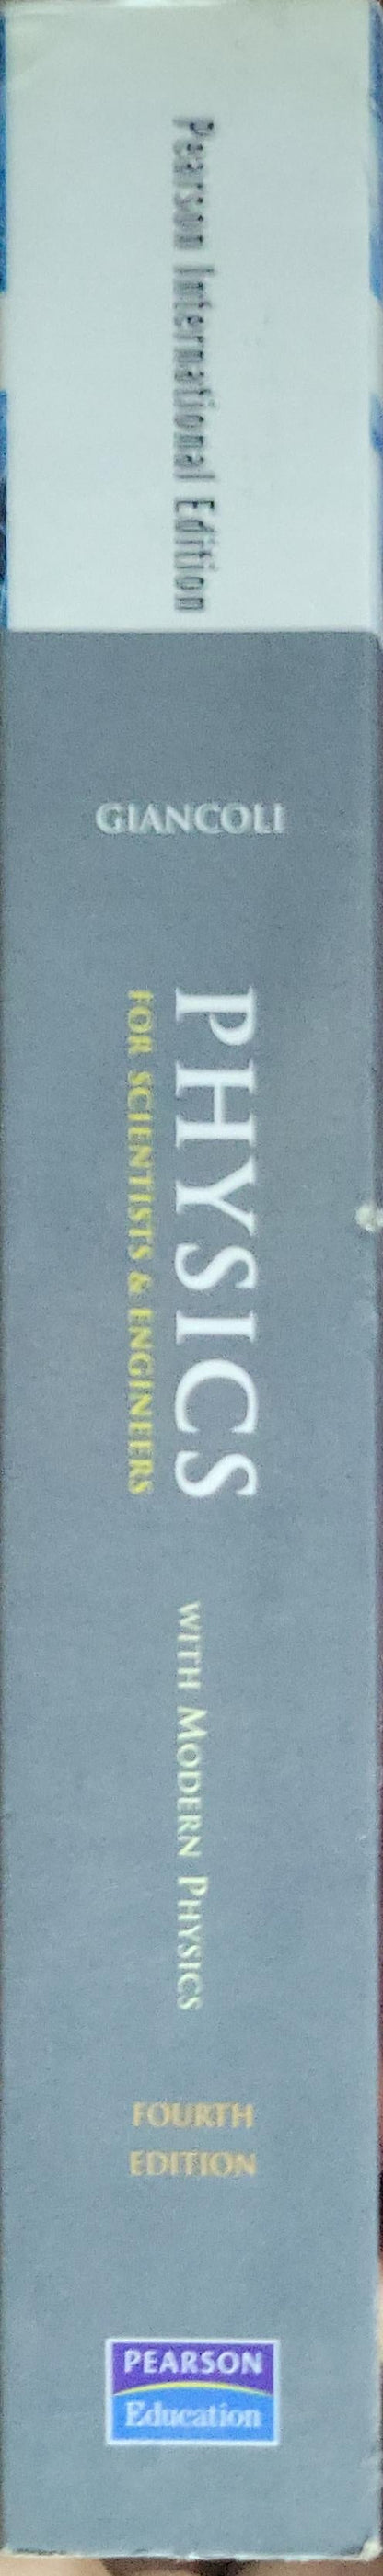 Pearson International Edition
GIANCOLI
PHYSICS
FOR SCIENTISTS & ENGINEERS
WITH MODERN PHYSICS
FOURTH
EDITION
PEARSON
Education